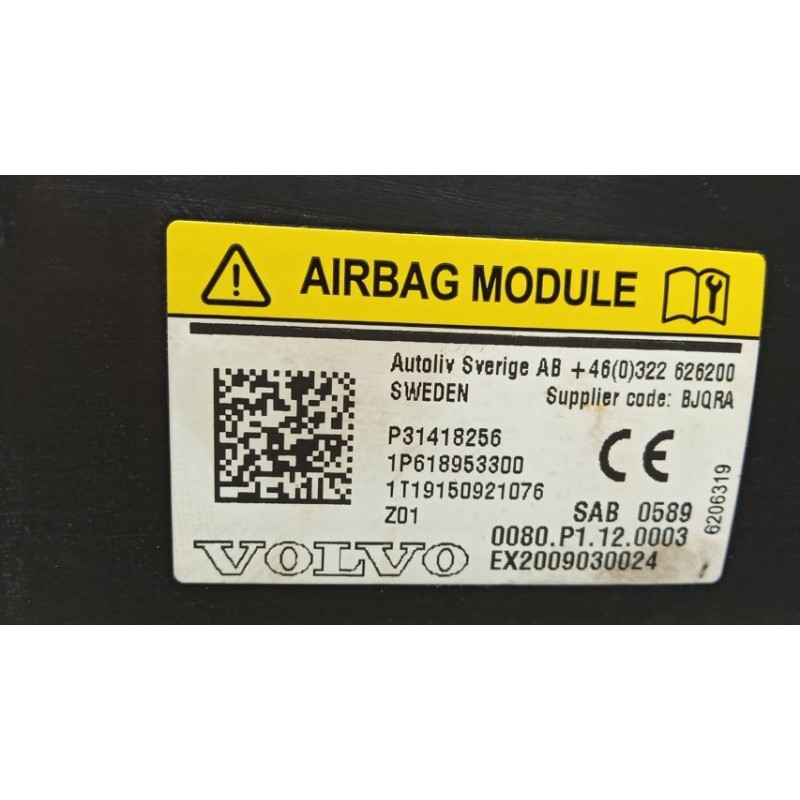 AIRBAG MODULE
Autoliv Sverige AB +46(0)322 626200
SWEDEN Supplier code: BJQRA
P31418256
1P618953300
1T19150921076
Z01
SAB 0589
0080.P1.12.0003
EX2009030024
6206319
CE
VOLVO